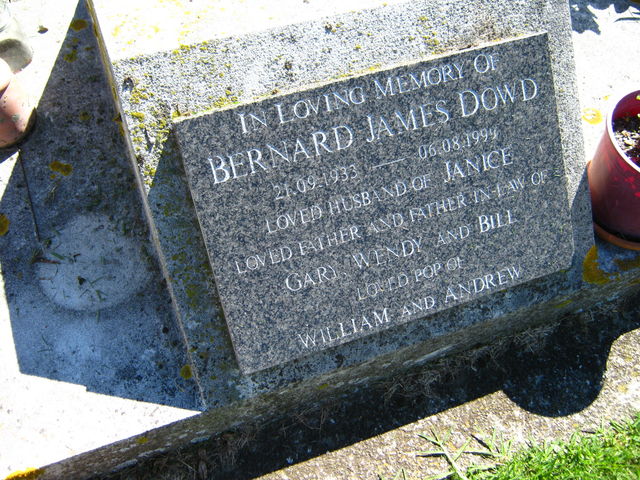 IN LOVING MEMORY OF
BERNARD JAMES DOWD
21.09.1933 — 06.08.1999
LOVED HUSBAND OF JANICE
LOVED FATHER AND FATHER-IN-LAW OF
GARY, WENDY AND BILL
LOVED POP OF
WILLIAM AND ANDREW